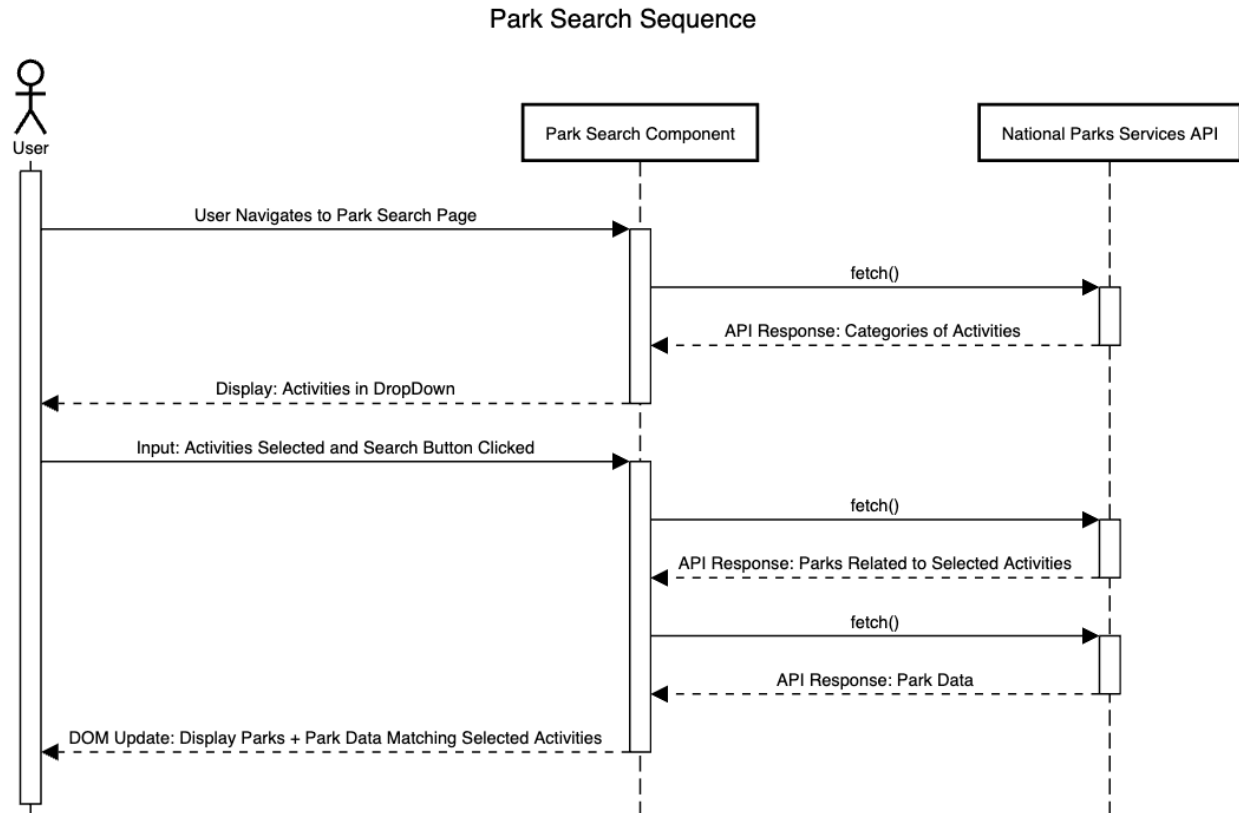 Park Search Sequence
User
Park Search Component
National Parks Services API
User Navigates to Park Search Page
fetch()
API Response: Categories of Activities
Display: Activities in DropDown
Input: Activities Selected and Search Button Clicked
fetch()
API Response: Parks Related to Selected Activities
fetch()
API Response: Park Data
DOM Update: Display Parks + Park Data Matching Selected Activities